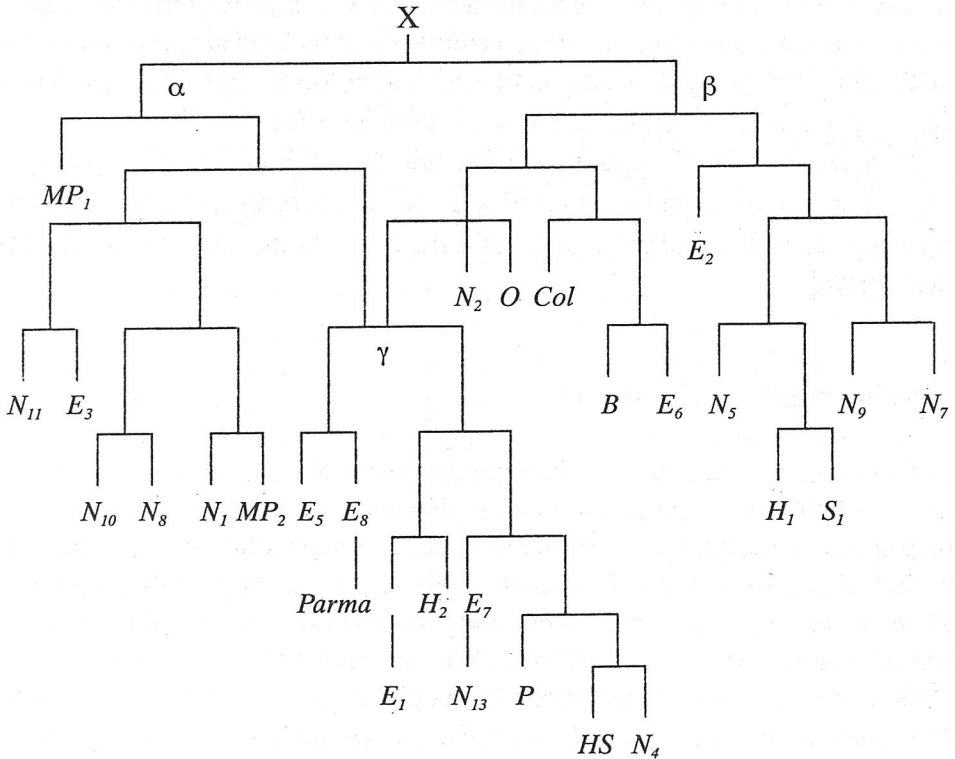 X
α β
MP₁
E₂
N₂ O Col
γ
N₁₁ E₃ B E₆ N₅ N₉ N₇
N₁₀ N₈ N₁ MP₂ E₅ E₈ H₁ S₁
Parma H₂ E₇
E₁ N₁₃ P
HS N₄